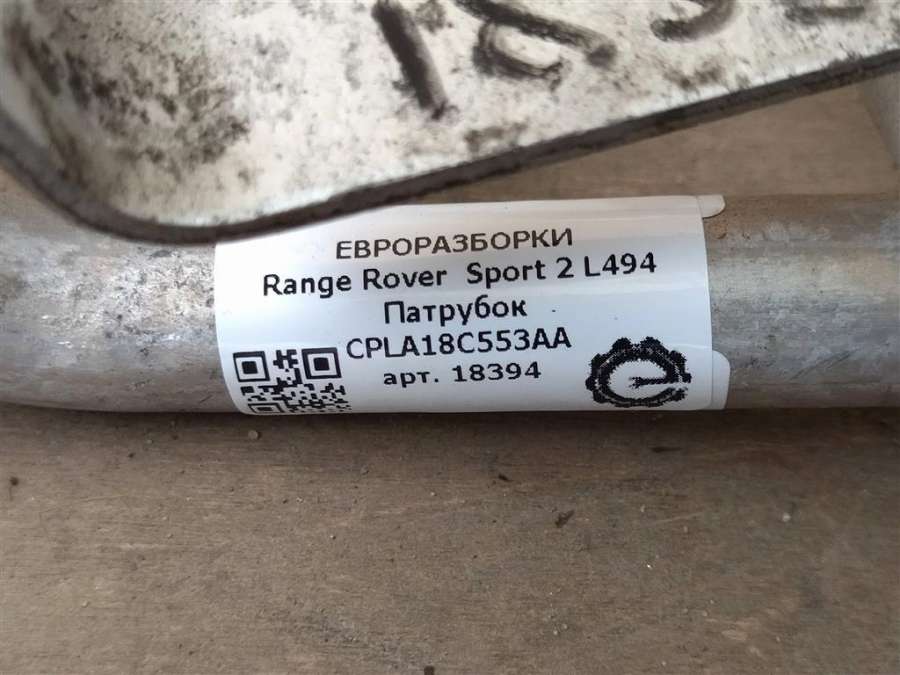 ЕВРОРАЗБОРКИ
Range Rover Sport 2 L494
Патрубок
CPLA18C553AA
арт. 18394